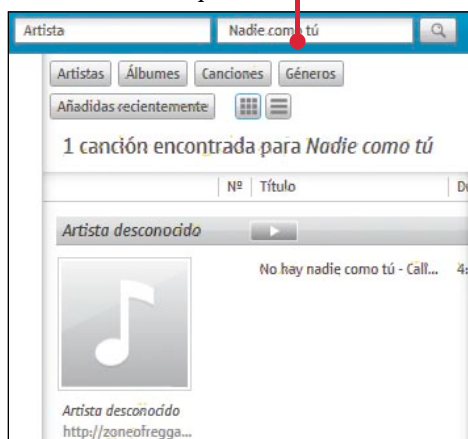 Artista Nadie como tú
Artistas Álbumes Canciones Géneros
Añadidas recientemente
1 canción encontrada para Nadie como tú
Nº Título
Artista desconocido
No hay nadie como tú - Call... 4:
Artista desconocido
http://zoneofregga...